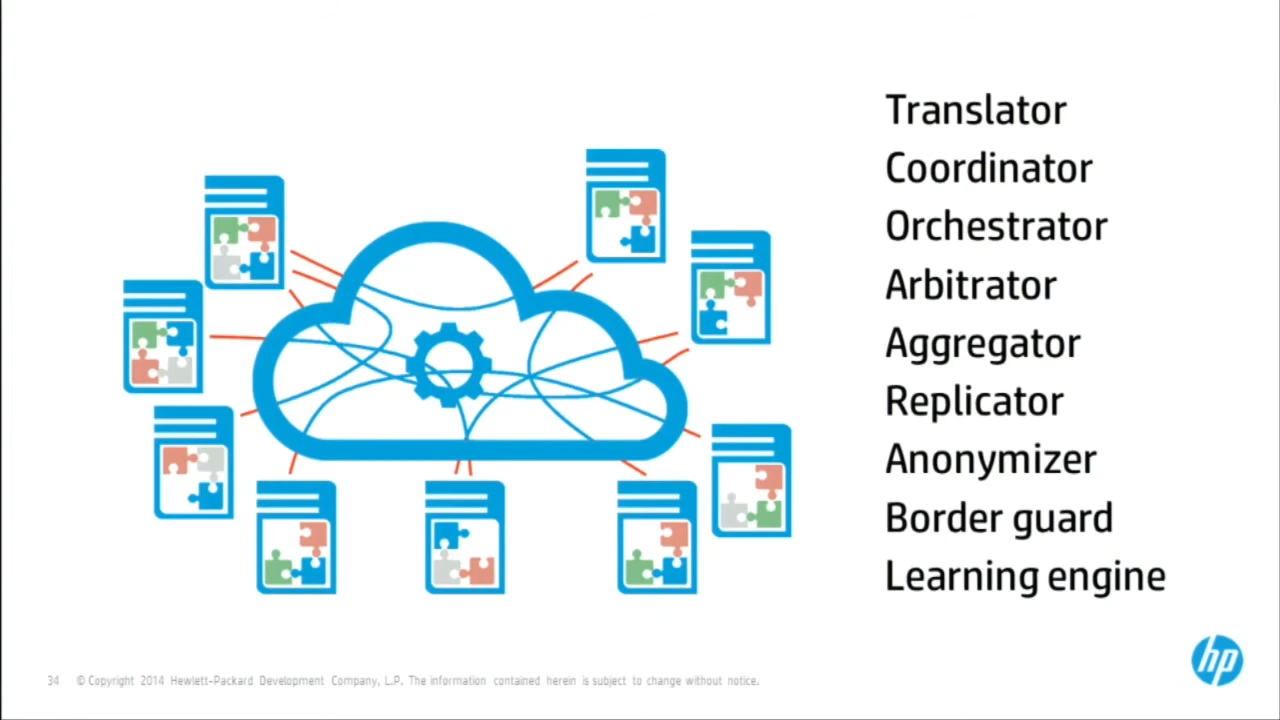 Translator
Coordinator
Orchestrator
Arbitrator
Aggregator
Replicator
Anonymizer
Border guard
Learning engine
hp
34 © Copyright 2014 Hewlett-Packard Development Company, L.P. The information contained herein is subject to change without notice.